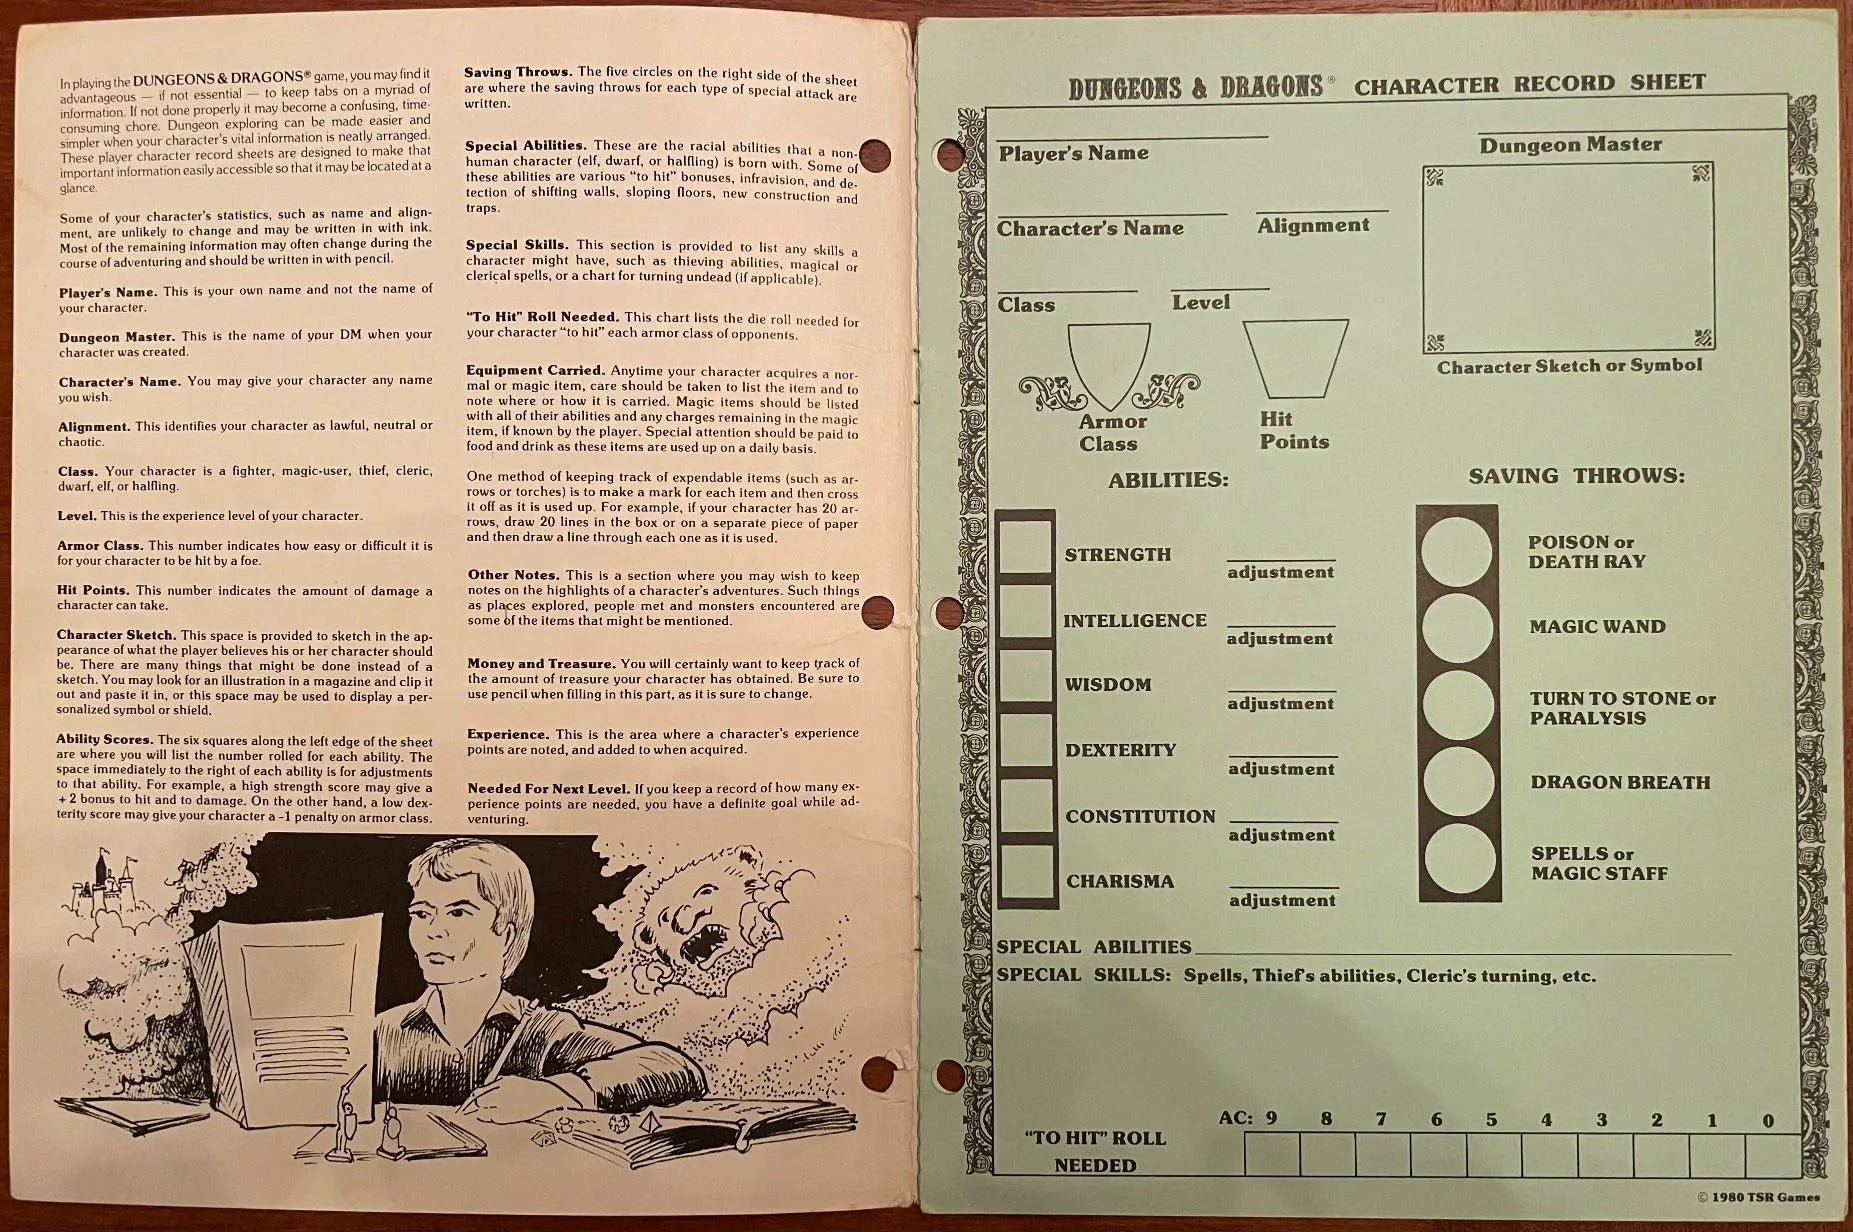 In playing the DUNGEONS & DRAGONS® game, you may find it
advantageous — if not essential — to keep tabs on a myriad of
information. If not done properly it may become a confusing, time-
consuming chore. Dungeon exploring can be made easier and
simpler when your character's vital information is neatly arranged.
These player character record sheets are designed to make that
important information easily accessible so that it may be located at a
glance.
Some of your character's statistics, such as name and align-
ment, are unlikely to change and may be written in with ink.
Most of the remaining information may often change during the
course of adventuring and should be written in with pencil.
Player's Name. This is your own name and not the name of
your character.
Dungeon Master. This is the name of your DM when your
character was created.
Character's Name. You may give your character any name
you wish.
Alignment. This identifies your character as lawful, neutral or
chaotic.
Class. Your character is a fighter, magic-user, thief, cleric,
dwarf, elf, or halfling.
Level. This is the experience level of your character.
Armor Class. This number indicates how easy or difficult it is
for your character to be hit by a foe.
Hit Points. This number indicates the amount of damage a
character can take.
Character Sketch. This space is provided to sketch in the ap-
pearance of what the player believes his or her character should
be. There are many things that might be done instead of a
sketch. You may look for an illustration in a magazine and clip it
out and paste it in, or this space may be used to display a per-
sonalized symbol or shield.
Ability Scores. The six squares along the left edge of the sheet
are where you will list the number rolled for each ability. The
space immediately to the right of each ability is for adjustments
to that ability. For example, a high strength score may give a
+2 bonus to hit and to damage. On the other hand, a low dex-
terity score may give your character a -1 penalty on armor class.
Saving Throws. The five circles on the right side of the sheet
are where the saving throws for each type of special attack are
written.
Special Abilities. These are the racial abilities that a non-
human character (elf, dwarf, or halfling) is born with. Some of
these abilities are various "to hit" bonuses, infravision, and de-
tection of shifting walls, sloping floors, new construction and
traps.
Special Skills. This section is provided to list any skills a
character might have, such as thieving abilities, magical or
clerical spells, or a chart for turning undead (if applicable).
"To Hit" Roll Needed. This chart lists the die roll needed for
your character "to hit" each armor class of opponents.
Equipment Carried. Anytime your character acquires a nor-
mal or magic item, care should be taken to list the item and to
note where or how it is carried. Magic items should be listed
with all of their abilities and any charges remaining in the magic
item, if known by the player. Special attention should be paid to
food and drink as these items are used up on a daily basis.
One method of keeping track of expendable items (such as ar-
rows or torches) is to make a mark for each item and then cross
it off as it is used up. For example, if your character has 20 ar-
rows, draw 20 lines in the box or on a separate piece of paper
and then draw a line through each one as it is used.
Other Notes. This is a section where you may wish to keep
notes on the highlights of a character's adventures. Such things
as places explored, people met and monsters encountered are
some of the items that might be mentioned.
Money and Treasure. You will certainly want to keep track of
the amount of treasure your character has obtained. Be sure to
use pencil when filling in this part, as it is sure to change.
Experience. This is the area where a character's experience
points are noted, and added to when acquired.
Needed For Next Level. If you keep a record of how many ex-
perience points are needed, you have a definite goal while ad-
venturing.
DUNGEONS & DRAGONS® CHARACTER RECORD SHEET
Player's Name
Dungeon Master
Character's Name
Alignment
Class
Level
Character Sketch or Symbol
Armor
Class
Hit
Points
ABILITIES:
STRENGTH
adjustment
INTELLIGENCE
adjustment
WISDOM
adjustment
DEXTERITY
adjustment
CONSTITUTION
adjustment
CHARISMA
adjustment
SAVING THROWS:
POISON or
DEATH RAY
MAGIC WAND
TURN TO STONE or
PARALYSIS
DRAGON BREATH
SPELLS or
MAGIC STAFF
SPECIAL ABILITIES
SPECIAL SKILLS: Spells, Thief's abilities, Cleric's turning, etc.
AC: 9 8 7 6 5 4 3 2 1 0
"TO HIT" ROLL
NEEDED
© 1980 TSR Games